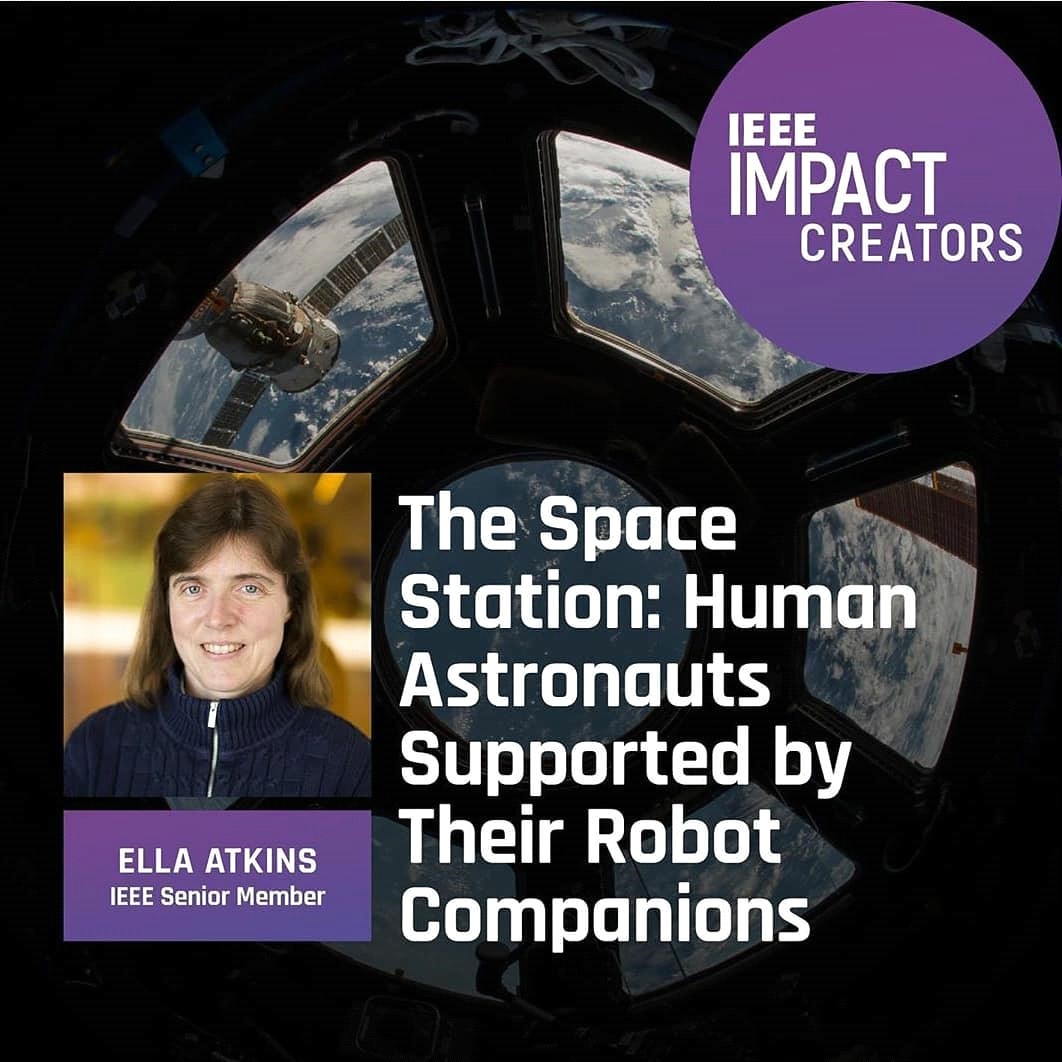 IEEE
IMPACT
CREATORS
The Space
Station: Human
Astronauts
Supported by
Their Robot
Companions
ELLA ATKINS
IEEE Senior Member